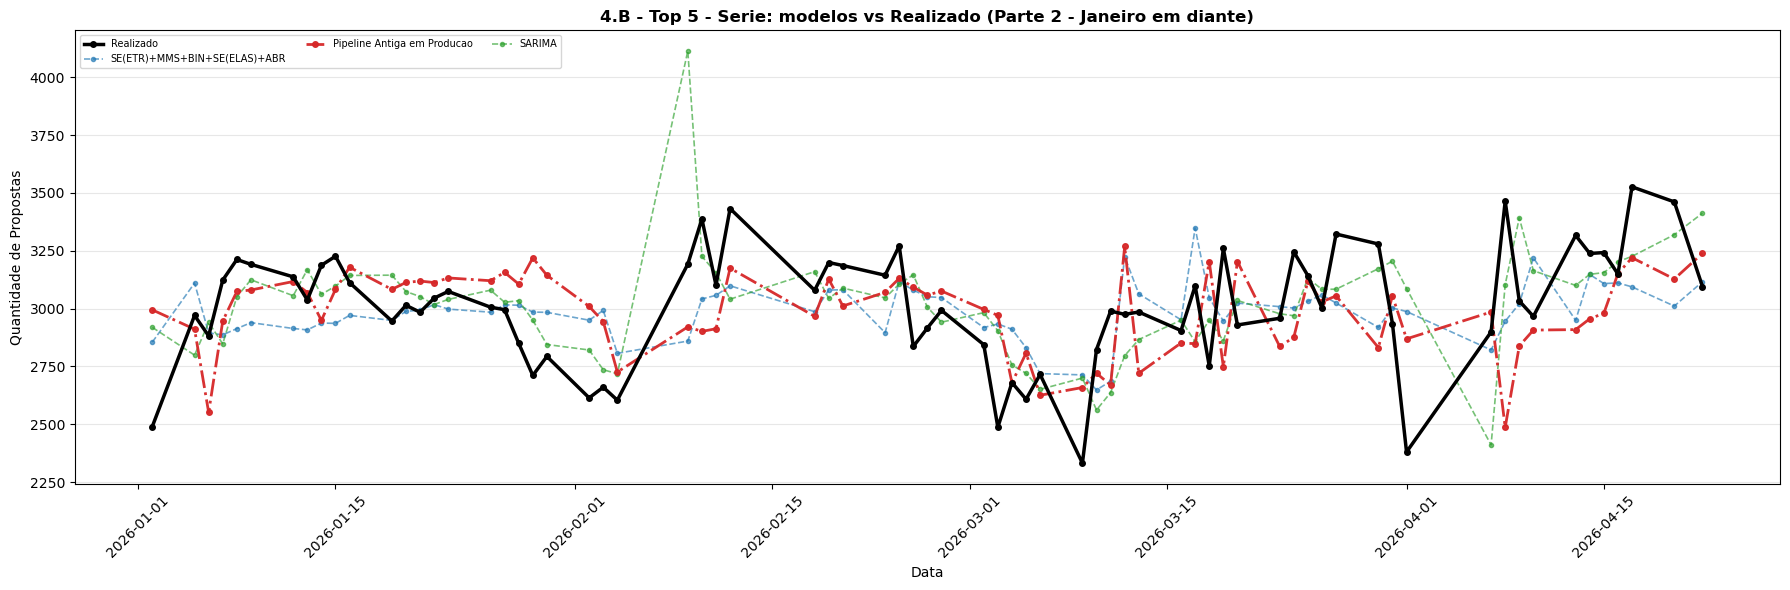 4.B - Top 5 - Serie: modelos vs Realizado (Parte 2 - Janeiro em diante)
Realizado
SE(ETR)+MMS+BIN+SE(ELAS)+ABR
Pipeline Antiga em Producao
SARIMA
Quantidade de Propostas
4000
3750
3500
3250
3000
2750
2500
2250
2026-01-01
2026-01-15
2026-02-01
2026-02-15
2026-03-01
2026-03-15
2026-04-01
2026-04-15
Data